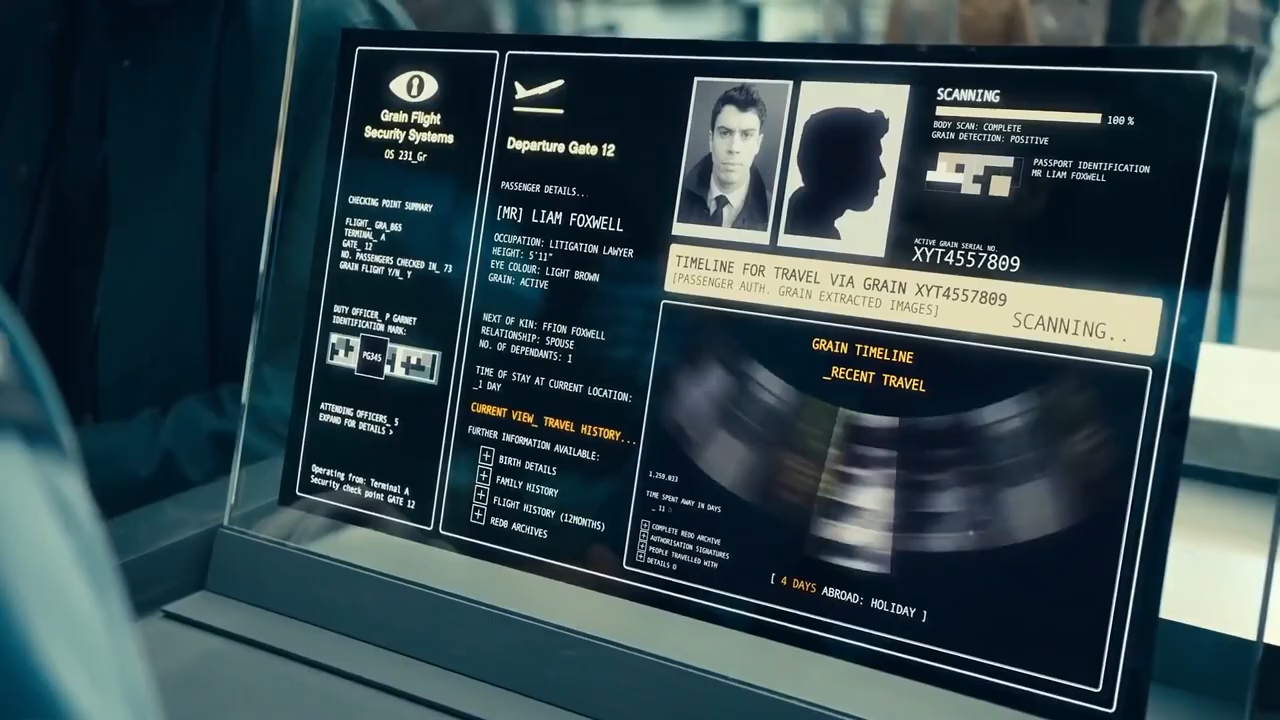 Grain Flight
Security Systems
OS 231_Gr
CHECKING POINT SUMMARY
FLIGHT_ GRA_865
TERMINAL_ A
GATE_ 12
NO. PASSENGERS CHECKED IN_ 73
GRAIN FLIGHT Y/N_ Y
DUTY OFFICER_ P GARNET
IDENTIFICATION MARK:
PG345
ATTENDING OFFICERS_ 5
EXPAND FOR DETAILS >
Operating from: Terminal A
Security check point GATE 12
Departure Gate 12
PASSENGER DETAILS..
[MR] LIAM FOXWELL
OCCUPATION: LITIGATION LAWYER
HEIGHT: 5'11"
EYE COLOUR: LIGHT BROWN
GRAIN: ACTIVE
NEXT OF KIN: FFION FOXWELL
RELATIONSHIP: SPOUSE
NO. OF DEPENDANTS: 1
TIME OF STAY AT CURRENT LOCATION:
_1 DAY
CURRENT VIEW_ TRAVEL HISTORY...
FURTHER INFORMATION AVAILABLE:
+ BIRTH DETAILS
+ FAMILY HISTORY
+ FLIGHT HISTORY (12MONTHS)
+ REDO ARCHIVES
SCANNING
100 %
BODY SCAN: COMPLETE
GRAIN DETECTION: POSITIVE
PASSPORT IDENTIFICATION
MR LIAM FOXWELL
ACTIVE GRAIN SERIAL NO.
XYT4557809
TIMELINE FOR TRAVEL VIA GRAIN XYT4557809
[PASSENGER AUTH. GRAIN EXTRACTED IMAGES]
SCANNING..
GRAIN TIMELINE
_RECENT TRAVEL
1,259,033
TIME SPENT AWAY IN DAYS
_ 11
+ COMPLETE REDO ARCHIVE
+ AUTHORISATION SIGNATURES
+ PEOPLE TRAVELLED WITH
+ DETAILS
[ 4 DAYS ABROAD: HOLIDAY ]